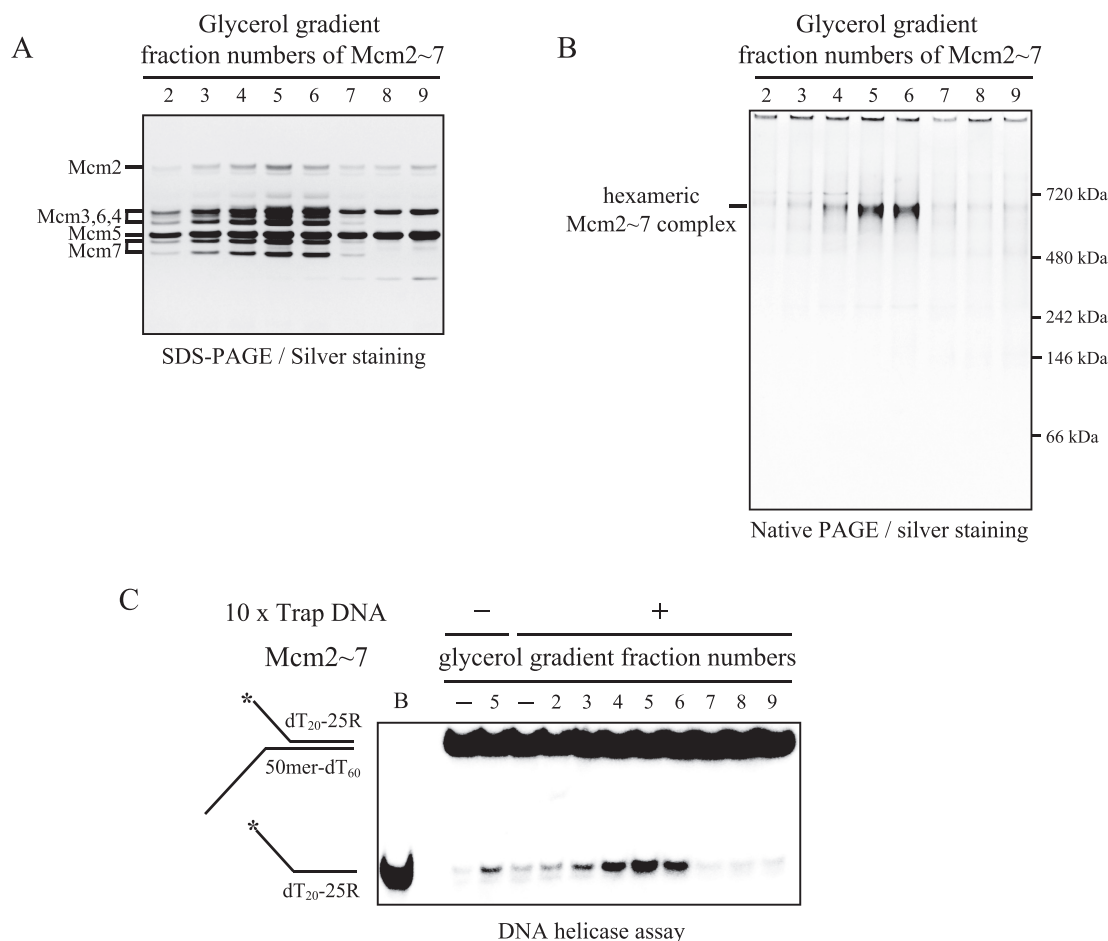 A
Glycerol gradient
fraction numbers of Mcm2~7
2 3 4 5 6 7 8 9
Mcm2
Mcm3,6,4
Mcm5
Mcm7
SDS-PAGE / Silver staining
B
Glycerol gradient
fraction numbers of Mcm2~7
2 3 4 5 6 7 8 9
hexameric
Mcm2~7 complex
720 kDa
480 kDa
242 kDa
146 kDa
66 kDa
Native PAGE / silver staining
C
10 x Trap DNA − +
Mcm2~7 glycerol gradient fraction numbers
B − 5 − 2 3 4 5 6 7 8 9
*
dT₂₀-25R
50mer-dT₆₀
*
dT₂₀-25R
DNA helicase assay